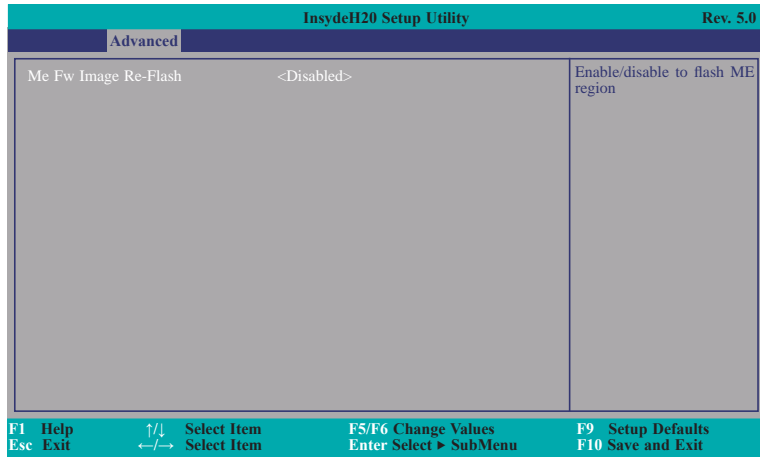 InsydeH20 Setup Utility Rev. 5.0
Advanced
Me Fw Image Re-Flash <Disabled>
Enable/disable to flash ME
region
F1 Help ↑/↓ Select Item F5/F6 Change Values F9 Setup Defaults
Esc Exit ←/→ Select Item Enter Select ▶ SubMenu F10 Save and Exit